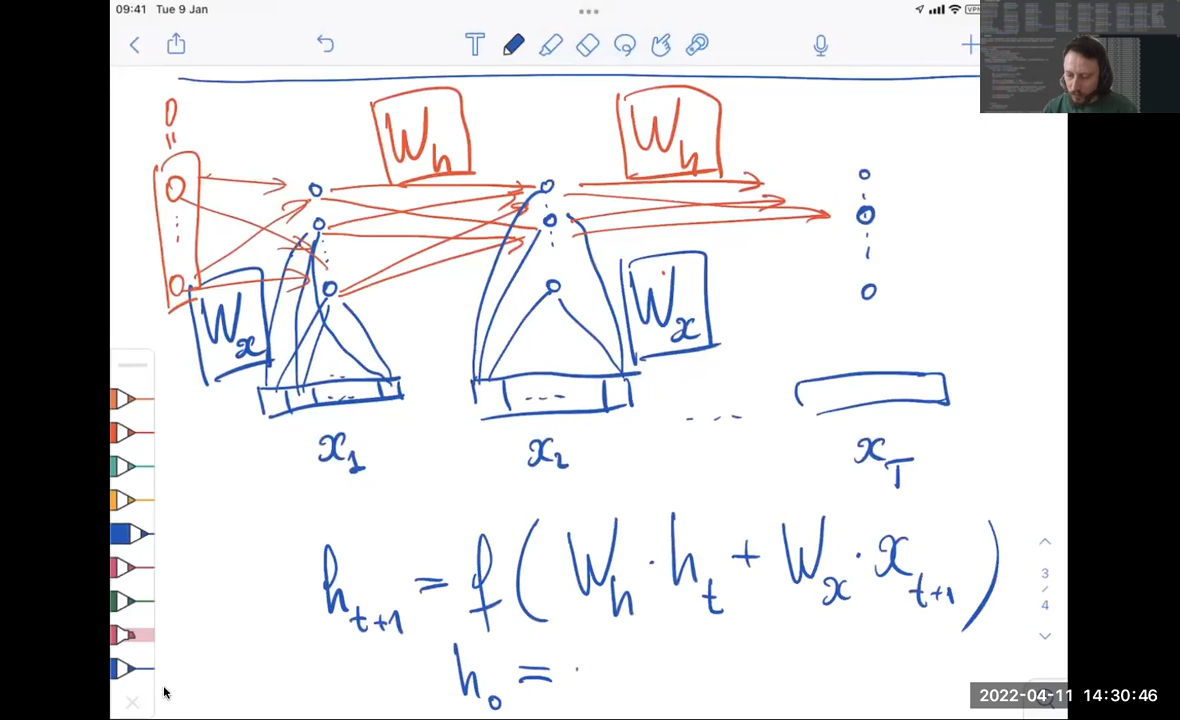 09:41 Tue 9 Jan
VPN
T
0
=
W_h W_h
W_x W_x
...
x_1 x_2 ... x_T
h_{t+1} = f ( W_h · h_t + W_x · x_{t+1} )
h_0 =
3
/
4
2022-04-11 14:30:46